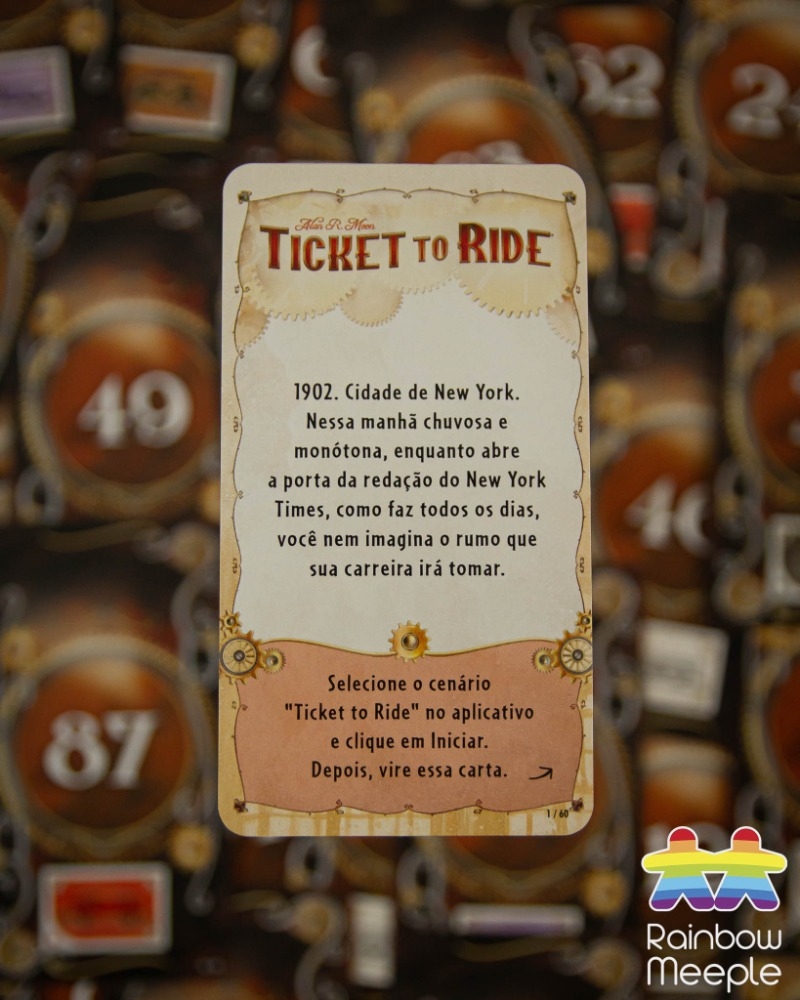 62
49
Alan R. Moon
TICKET TO RIDE
1902. Cidade de New York.
Nessa manhã chuvosa e
monótona, enquanto abre
a porta da redação do New York
Times, como faz todos os dias,
você nem imagina o rumo que
sua carreira irá tomar.
87
Selecione o cenário
"Ticket to Ride" no aplicativo
e clique em Iniciar.
Depois, vire essa carta.
1 / 60
Rainbow
Meeple